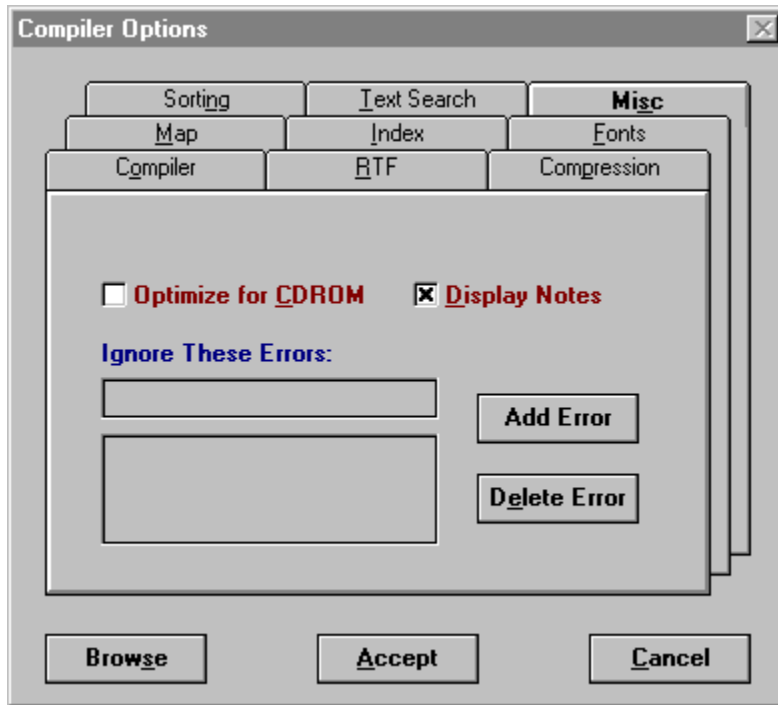 Compiler Options
Sorting Text Search Misc
Map Index Fonts
Compiler RTF Compression
Optimize for CDROM Display Notes
Ignore These Errors:
Add Error
Delete Error
Browse Accept Cancel